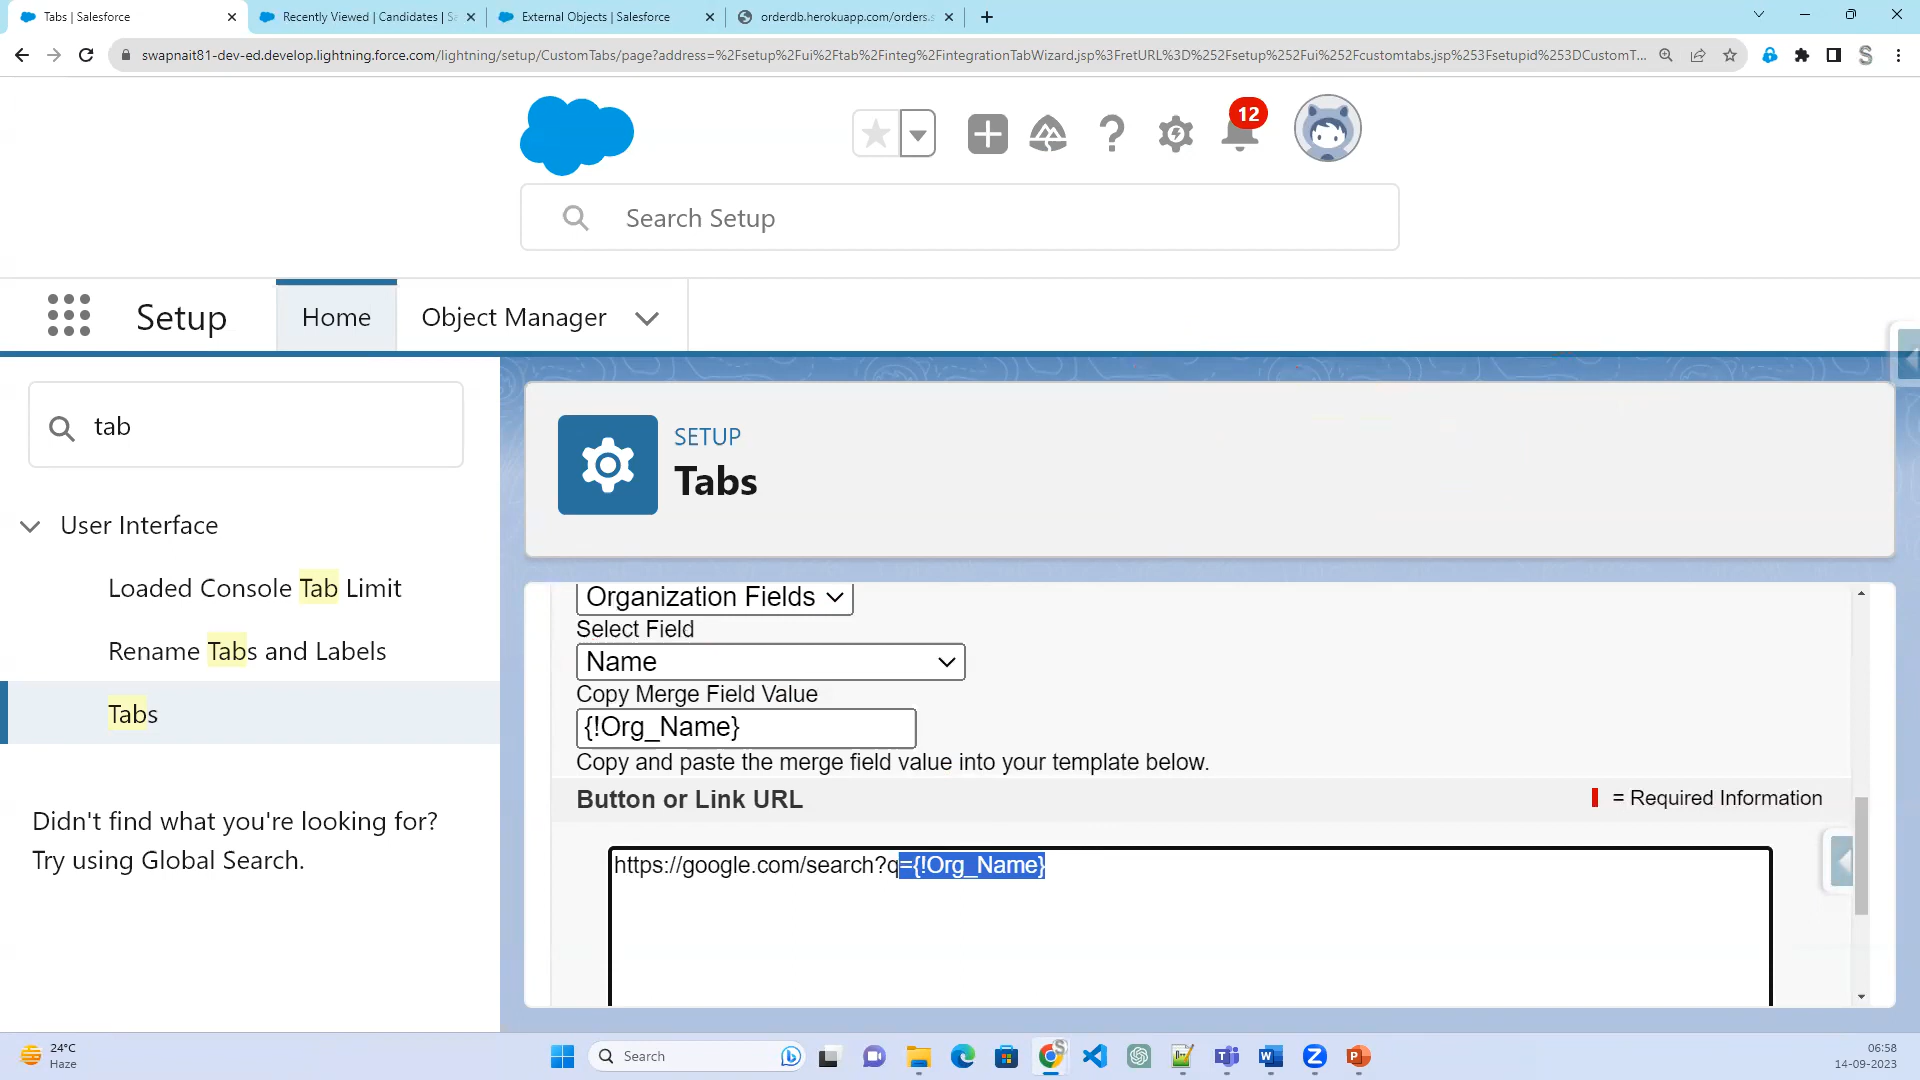 Tabs | Salesforce
Recently Viewed | Candidates | Sa
External Objects | Salesforce
orderdb.herokuapp.com/orders.s
swapnait81-dev-ed.develop.lightning.force.com/lightning/setup/CustomTabs/page?address=%2Fsetup%2Fui%2Ftab%2Finteg%2FintegrationTabWizard.jsp%3FretURL%3D%252Fsetup%252Fui%252Fcustomtabs.jsp%253Fsetupid%253DCustomT...
12
Search Setup
Setup
Home
Object Manager
tab
User Interface
Loaded Console Tab Limit
Rename Tabs and Labels
Tabs
Didn't find what you're looking for?
Try using Global Search.
SETUP
Tabs
Organization Fields
Select Field
Name
Copy Merge Field Value
{!Org_Name}
Copy and paste the merge field value into your template below.
Button or Link URL
= Required Information
https://google.com/search?q={!Org_Name}
24°C
Haze
Search
06:58
14-09-2023